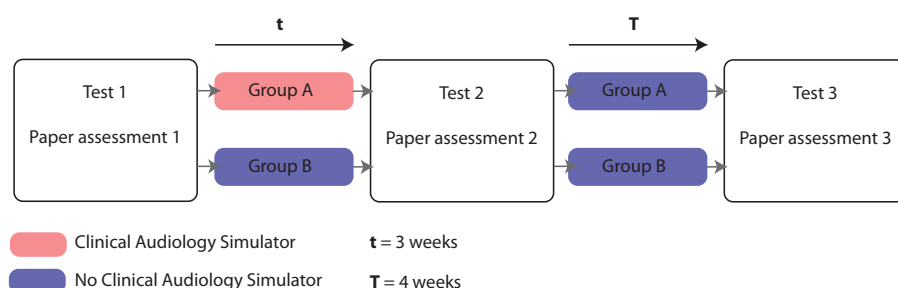 t
T
Test 1
Paper assessment 1
Group A
Group B
Test 2
Paper assessment 2
Group A
Group B
Test 3
Paper assessment 3
Clinical Audiology Simulator
t = 3 weeks
No Clinical Audiology Simulator
T = 4 weeks